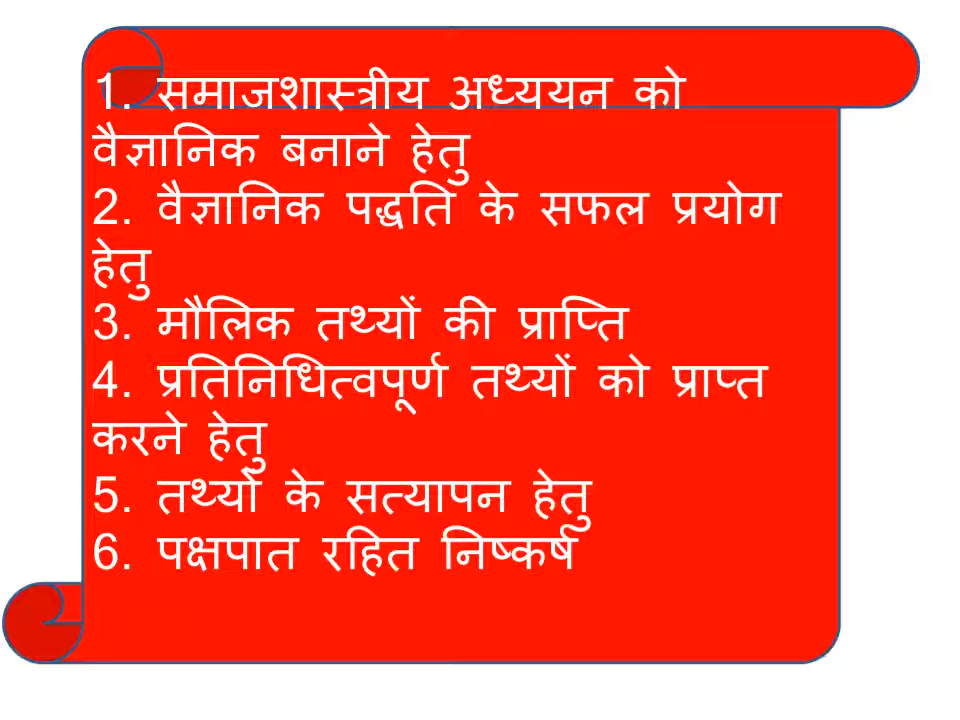 1. समाजशास्त्रीय अध्ययन को
वैज्ञानिक बनाने हेतु
2. वैज्ञानिक पद्धति के सफल प्रयोग
हेतु
3. मौलिक तथ्यों की प्राप्ति
4. प्रतिनिधित्वपूर्ण तथ्यों को प्राप्त
करने हेतु
5. तथ्यों के सत्यापन हेतु
6. पक्षपात रहित निष्कर्ष